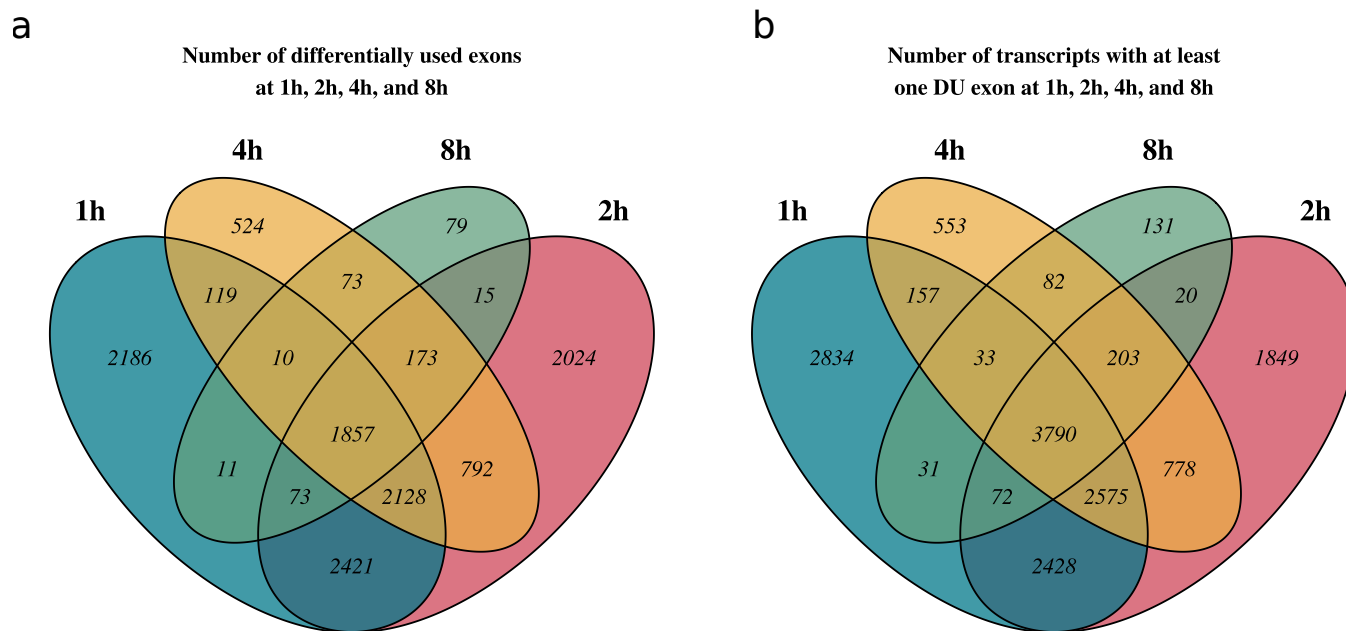 a
Number of differentially used exons
at 1h, 2h, 4h, and 8h
4h
8h
1h
2h
524
79
119
73
15
2186
10
173
2024
1857
11
792
73
2128
2421
b
Number of transcripts with at least
one DU exon at 1h, 2h, 4h, and 8h
4h
8h
1h
2h
553
131
157
82
20
2834
33
203
1849
3790
31
778
72
2575
2428